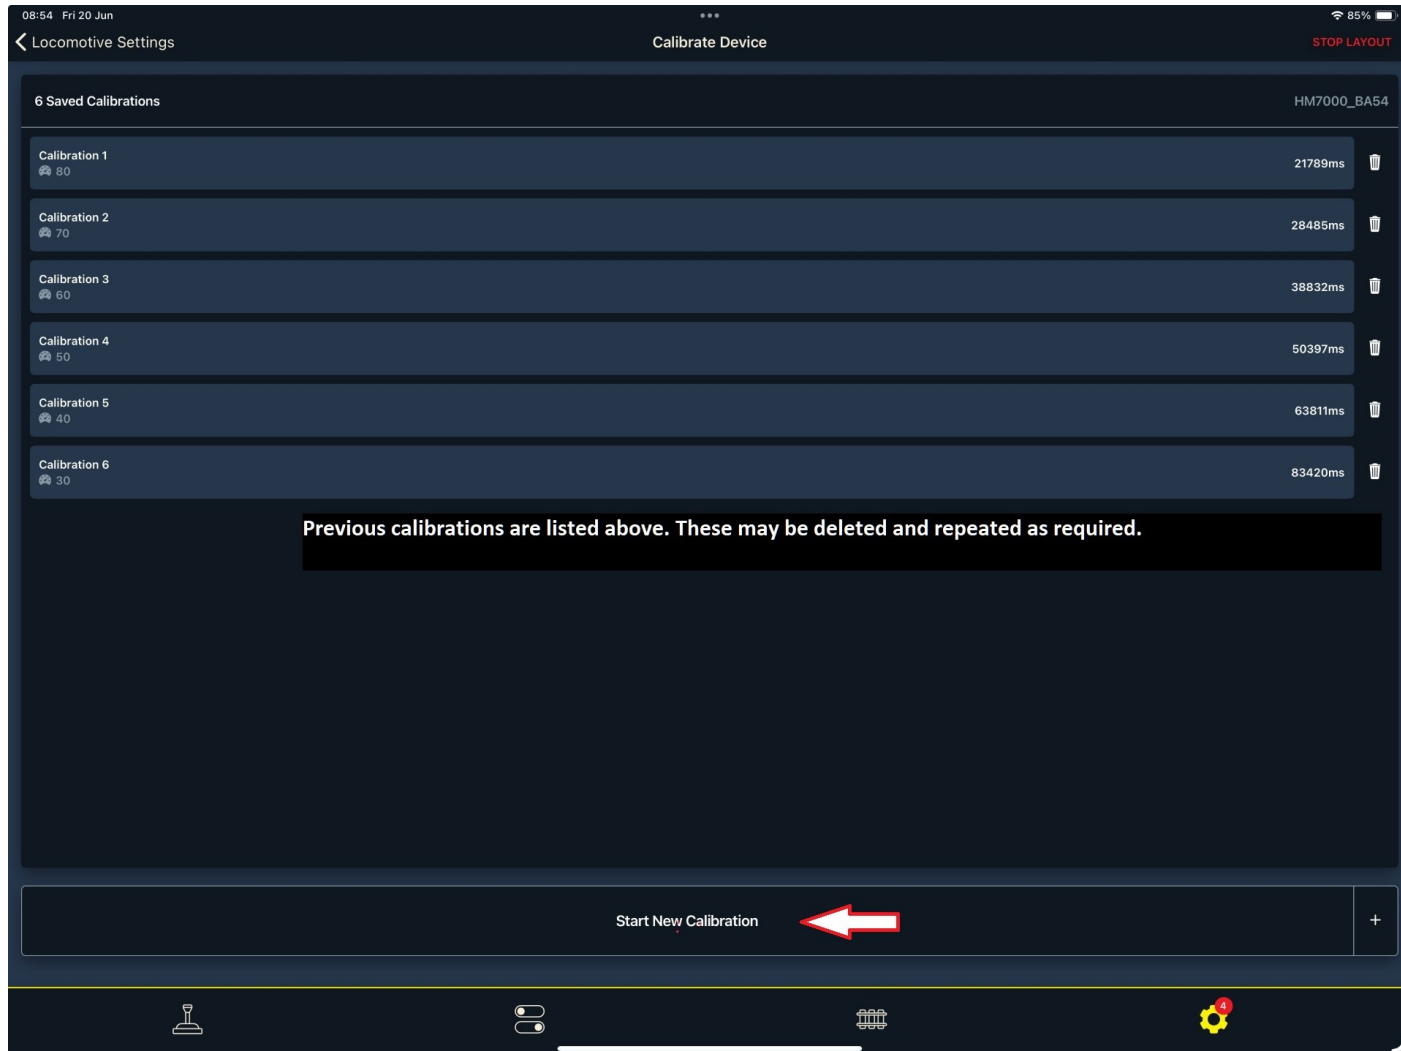 08:54 Fri 20 Jun
85%
Locomotive Settings
Calibrate Device
STOP LAYOUT
6 Saved Calibrations
HM7000_BA54
Calibration 1
80
21789ms
Calibration 2
70
28485ms
Calibration 3
60
38832ms
Calibration 4
50
50397ms
Calibration 5
40
63811ms
Calibration 6
30
83420ms
Previous calibrations are listed above. These may be deleted and repeated as required.
Start New Calibration
+
4